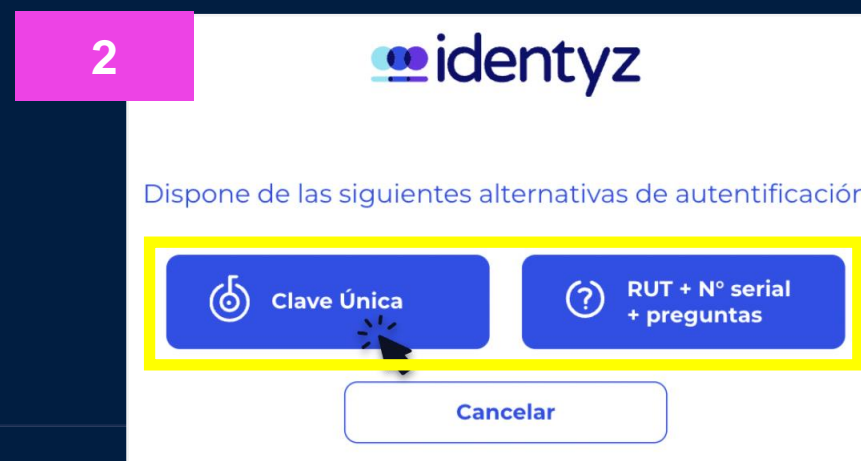 2
identyz
Dispone de las siguientes alternativas de autentificación
Clave Única
RUT + N° serial
+ preguntas
Cancelar